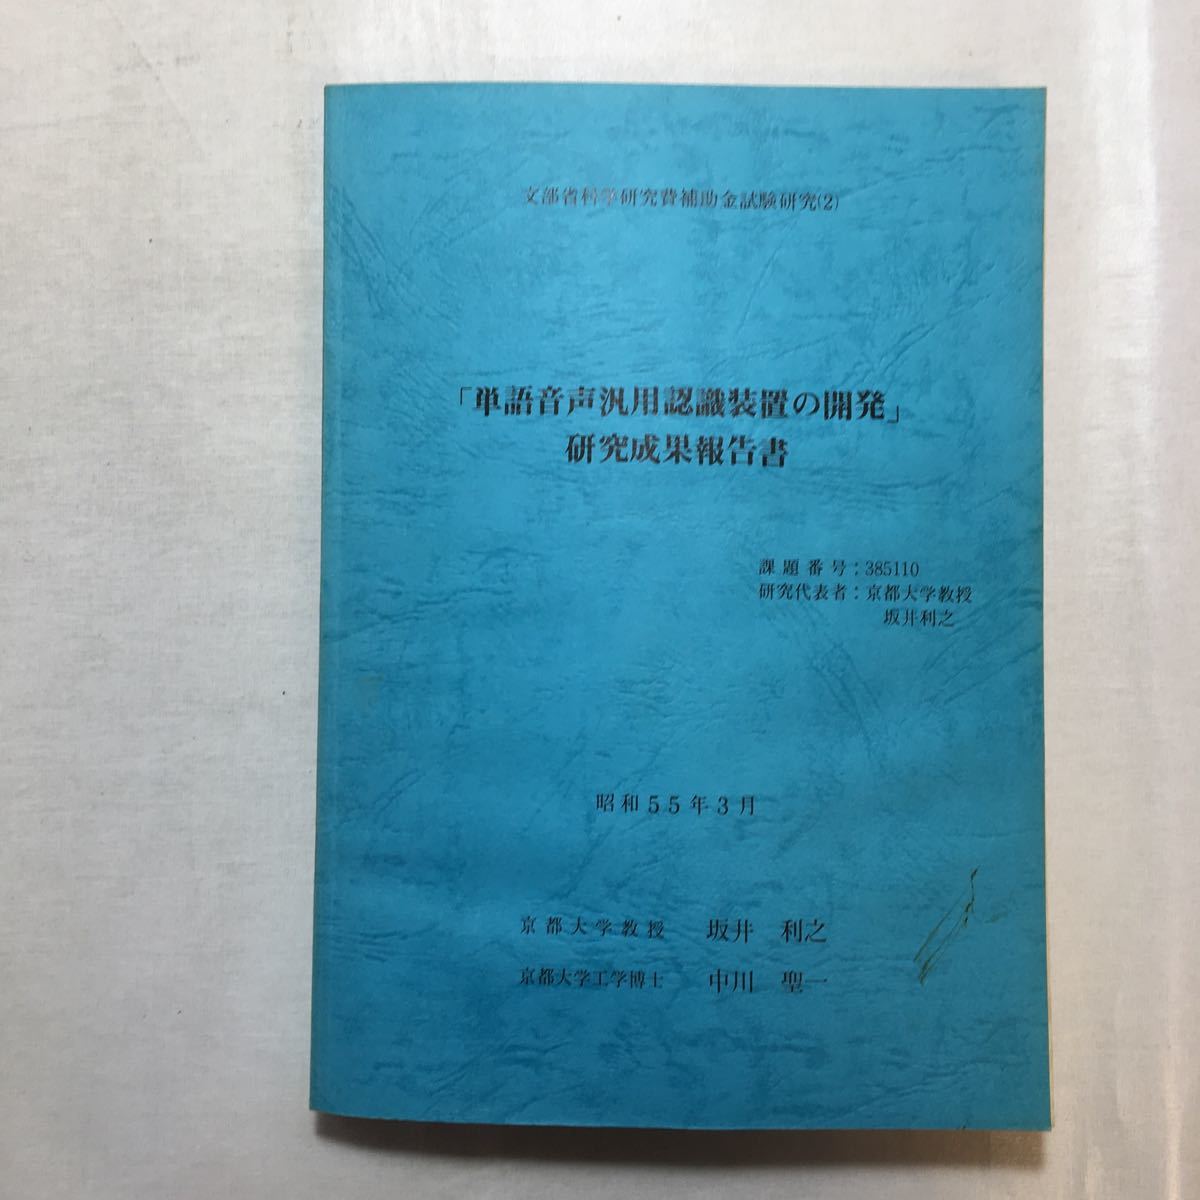 文部省科学研究費補助金試験研究(2)
「単語音声汎用認識装置の開発」
研究成果報告書
課題番号:385110
研究代表者:京都大学教授
坂井利之
昭和55年3月
京都大学教授 坂井 利之
京都大学工学博士 中川 聖一